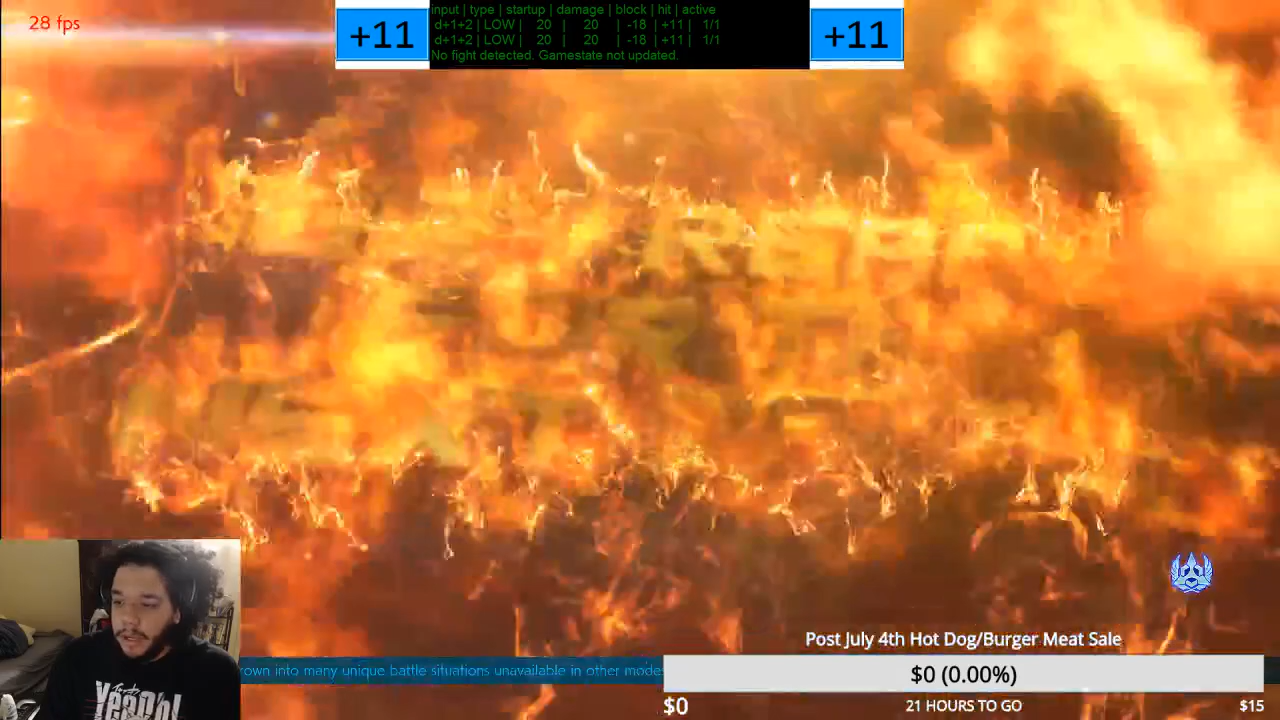 28 fps
+11
input | type | startup | damage | block | hit | active
d+1+2 | LOW | 20 | 20 | -18 | +11 | 1/1
d+1+2 | LOW | 20 | 20 | -18 | +11 | 1/1
No fight detected. Gamestate not updated.
+11
Yeaoh!
Post July 4th Hot Dog/Burger Meat Sale
rown into many unique battle situations unavailable in other mode
$0 (0.00%)
$0
21 HOURS TO GO
$15